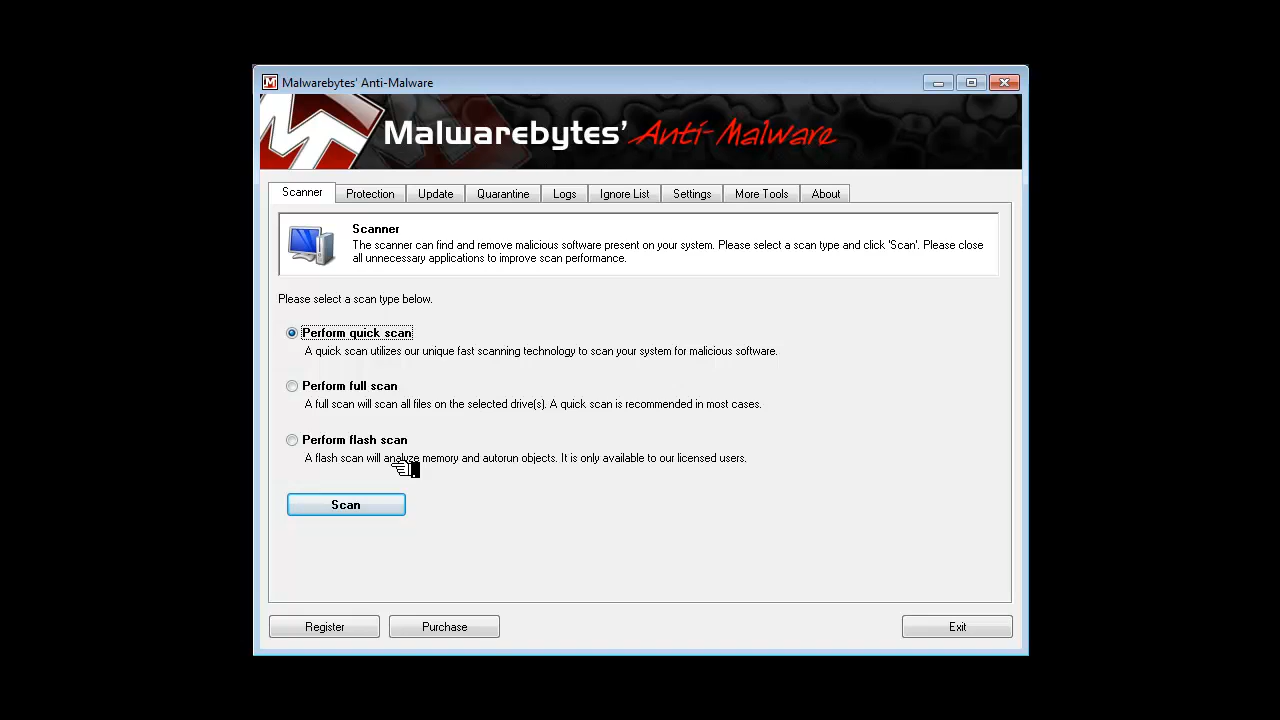 Malwarebytes' Anti-Malware
Malwarebytes' Anti-Malware
Scanner Protection Update Quarantine Logs Ignore List Settings More Tools About
Scanner
The scanner can find and remove malicious software present on your system. Please select a scan type and click 'Scan'. Please close
all unnecessary applications to improve scan performance.
Please select a scan type below.
Perform quick scan
A quick scan utilizes our unique fast scanning technology to scan your system for malicious software.
Perform full scan
A full scan will scan all files on the selected drive(s). A quick scan is recommended in most cases.
Perform flash scan
A flash scan will analyze memory and autorun objects. It is only available to our licensed users.
Scan
Register Purchase Exit